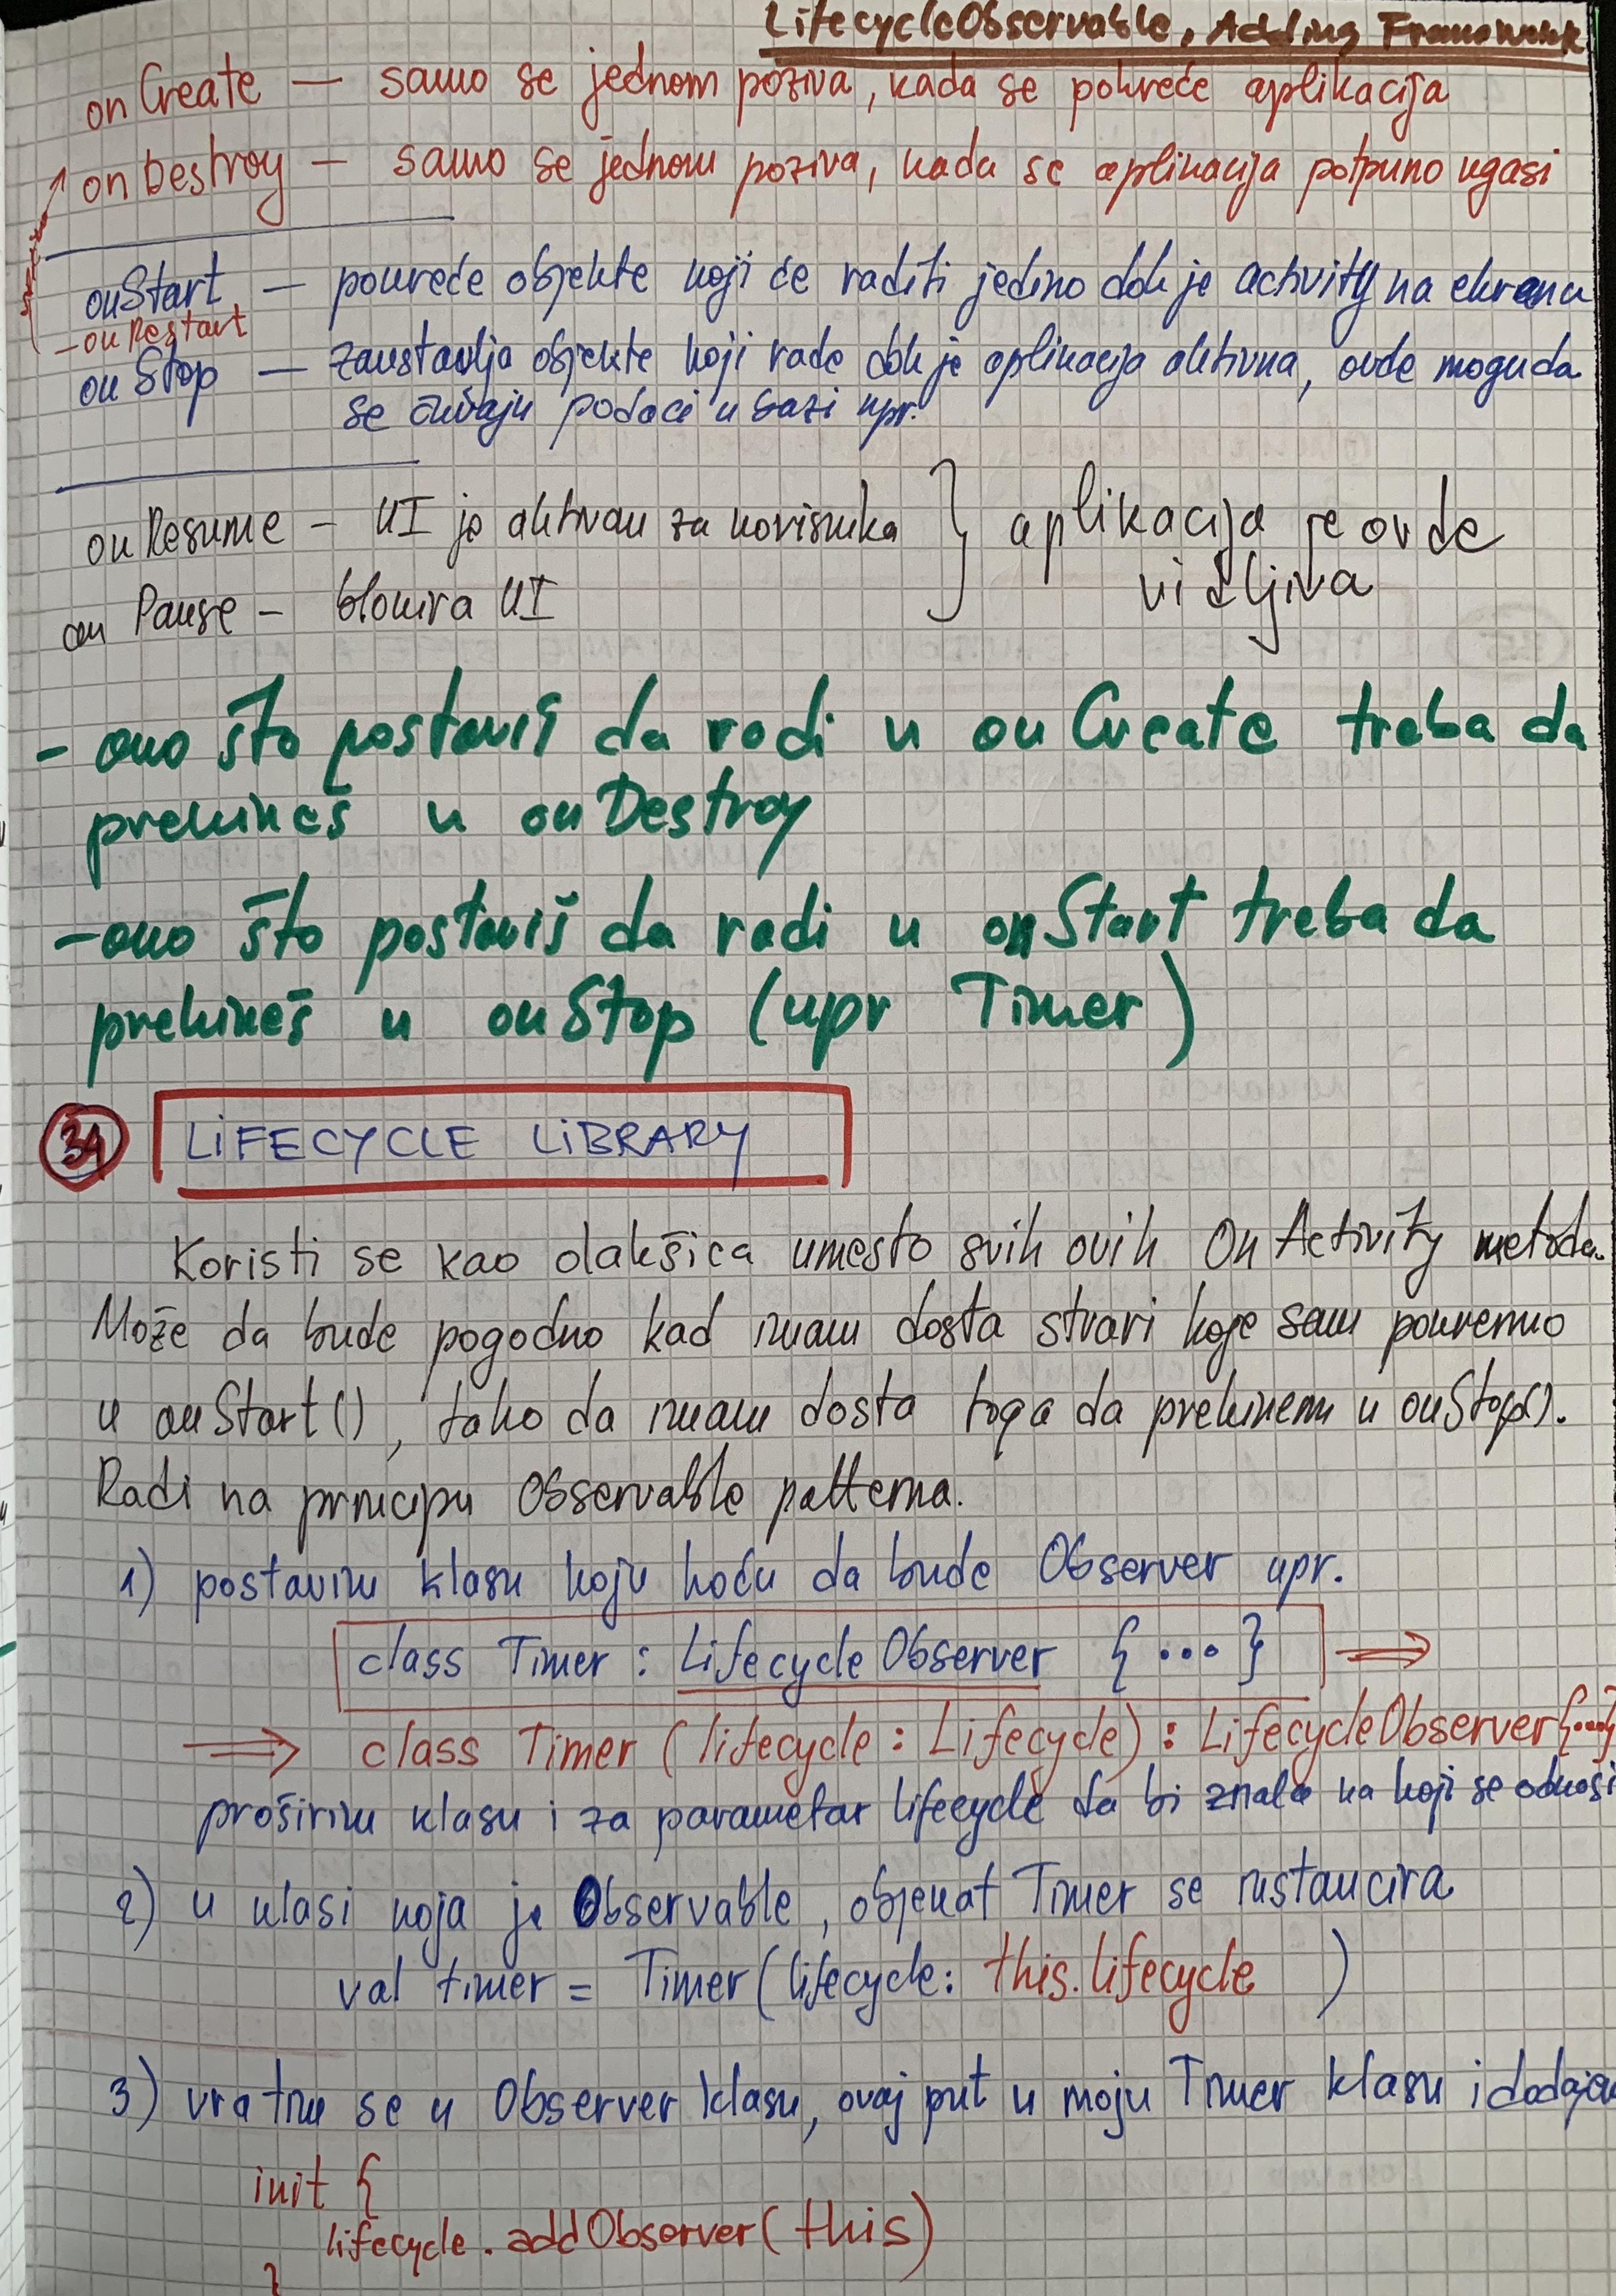 LifecycleObservable, Adding Framework
onCreate — samo se jednom poziva, kada se pokreće aplikacija
onDestroy — samo se jednom poziva, kada se aplikacija potpuno ugasi
onStart — pokreće objekte koji će raditi jedino dok je activity na ekranu
- onRestart
onStop — zaustavlja objekte koji rade dok je aplikacija aktivna, ovde mogu da
se čuvaju podaci u bazi npr.
onResume — UI je aktivan za korisnika } aplikacija je ovde
vidljiva
onPause — blokira UI
- ono što postaviš da radi u onCreate treba da
prekineš u onDestroy
- ono što postaviš da radi u onStart treba da
prekineš u onStop (npr Timer)
34 LIFECYCLE LIBRARY
Koristi se kao olakšica umesto svih ovih On Activity metoda.
Može da bude pogodno kad imam dosta stvari koje sam pokrenuo
u onStart(), tako da imam dosta toga da prekinem u onStop().
Radi na principu Observable patterna.
1) postavim klasu koju hoću da bude Observer npr.
class Timer : LifecycleObserver {...} ⇒
⇒ class Timer (lifecycle : Lifecycle) : LifecycleObserver{...}
proširim klasu i za parametar lifecycle da bi znala na koji se odnosi
2) u klasi koja je Observable, objekat Timer se instancira
val timer = Timer(lifecycle: this.lifecycle )
3) vratim se u Observer klasu, ovaj put u moju Timer klasu i dodajem
init {
lifecycle.addObserver(this)
}